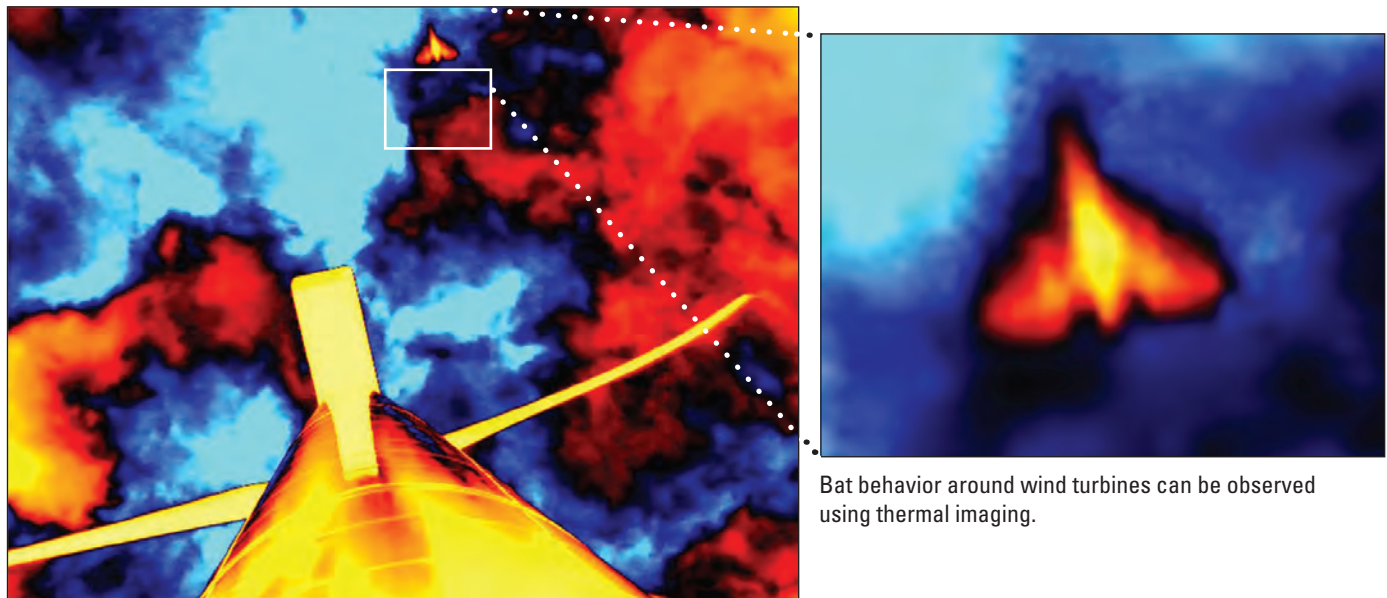 Bat behavior around wind turbines can be observed
using thermal imaging.